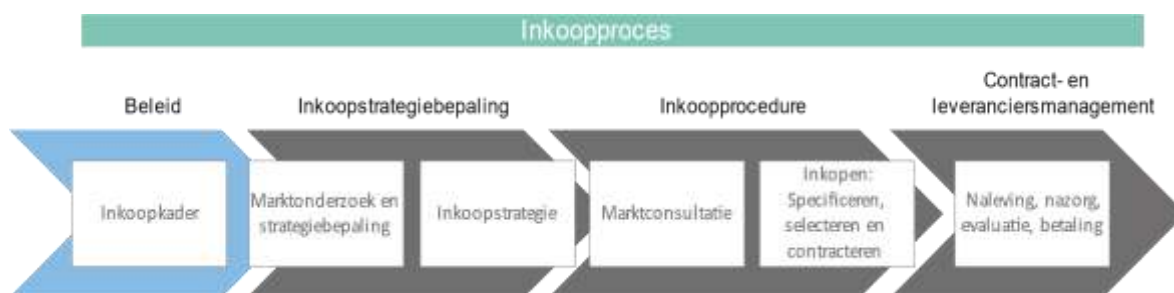 Inkoopproces
Beleid
Inkoopstrategiebepaling
Inkoopprocedure
Contract- en
leveranciersmanagement
Inkoopkader
Marktonderzoek en
strategiebepaling
Inkoopstrategie
Marktconsultatie
Inkopen:
Specificeren,
selecteren en
contracteren
Naleving, nazorg,
evaluatie, betaling